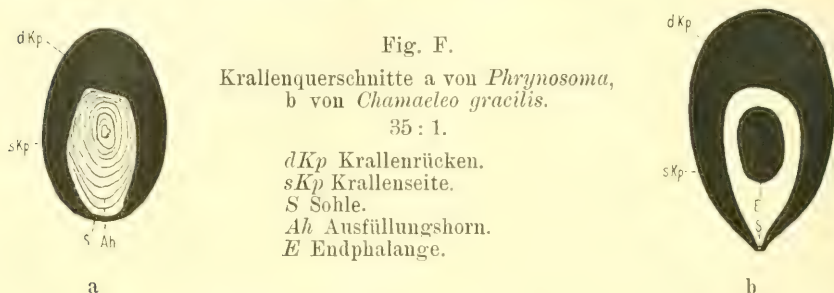 dKp
sKp
S Ah
a
Fig. F.
Krallenquerschnitte a von Phrynosoma,
b von Chamaeleo gracilis.
35 : 1.
dKp Krallenrücken.
sKp Krallenseite.
S Sohle.
Ah Ausfüllungshorn.
E Endphalange.
dKp
sKp
E
S
b